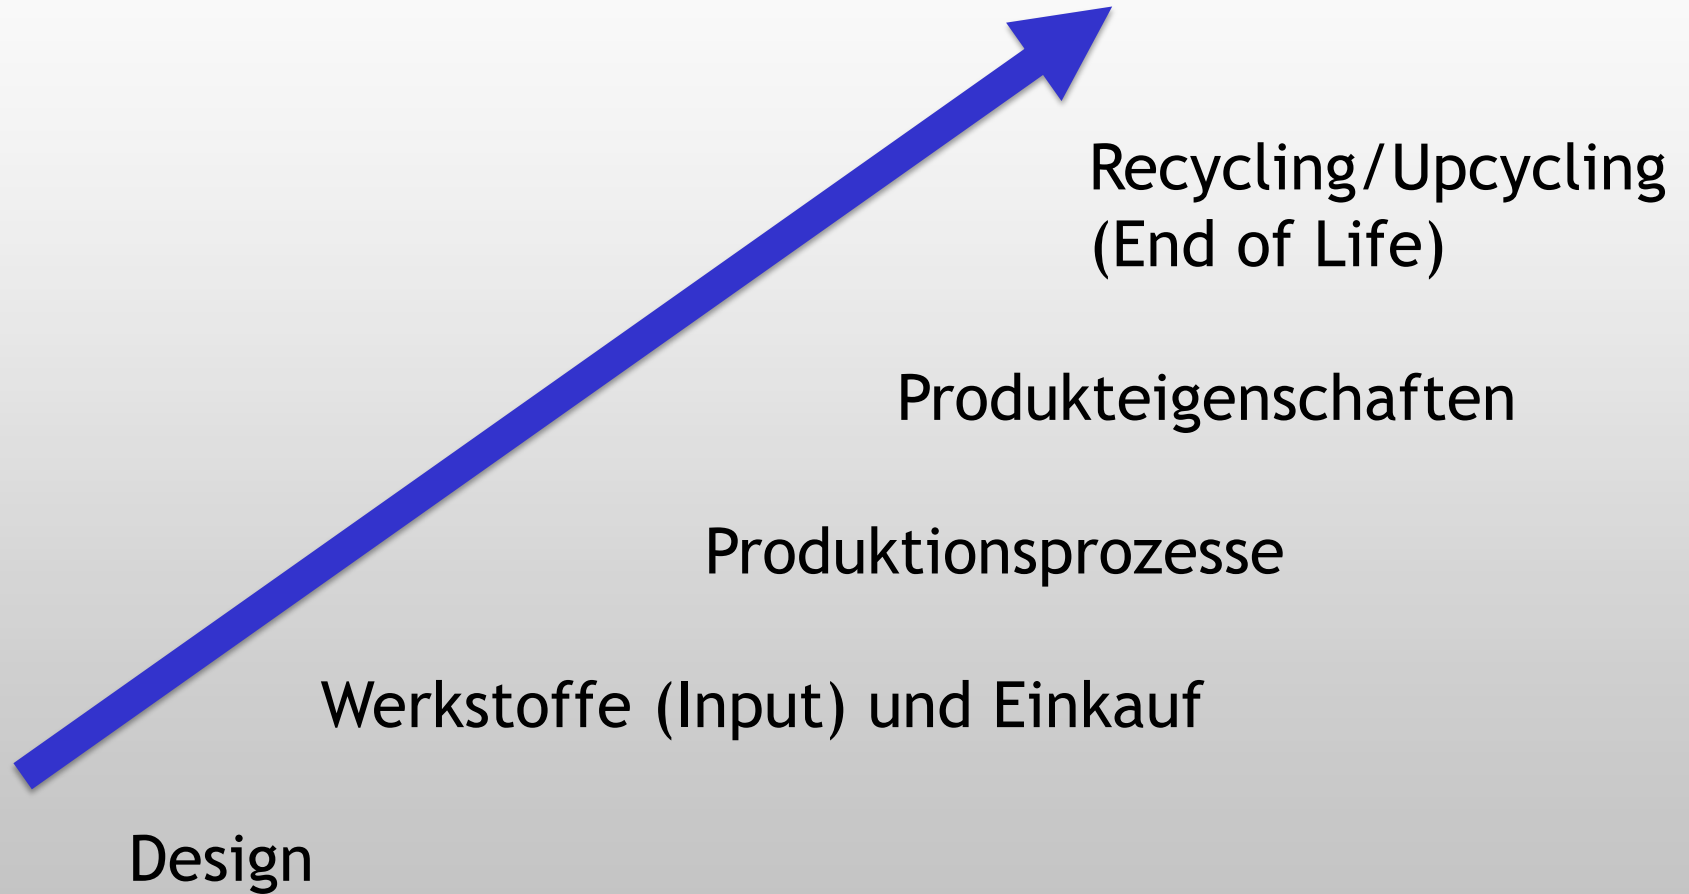 Recycling/Upcycling
(End of Life)
Produkteigenschaften
Produktionsprozesse
Werkstoffe (Input) und Einkauf
Design